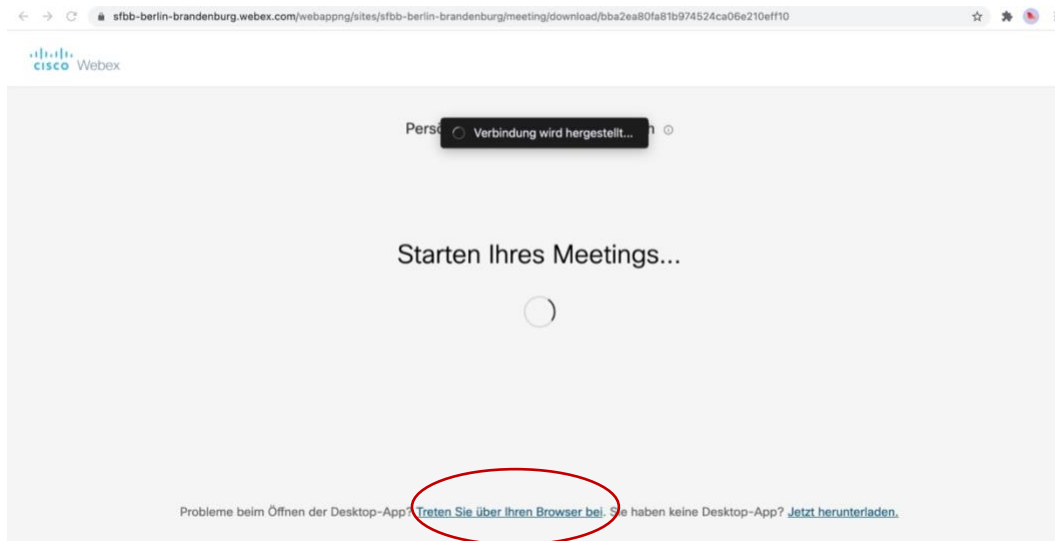 sfbb-berlin-brandenburg.webex.com/webappng/sites/sfbb-berlin-brandenburg/meeting/download/bba2ea80fa81b974524ca06e210eff10
cisco Webex
Verbindung wird hergestellt...
Starten Ihres Meetings...
Probleme beim Öffnen der Desktop-App? Treten Sie über Ihren Browser bei. Sie haben keine Desktop-App? Jetzt herunterladen.